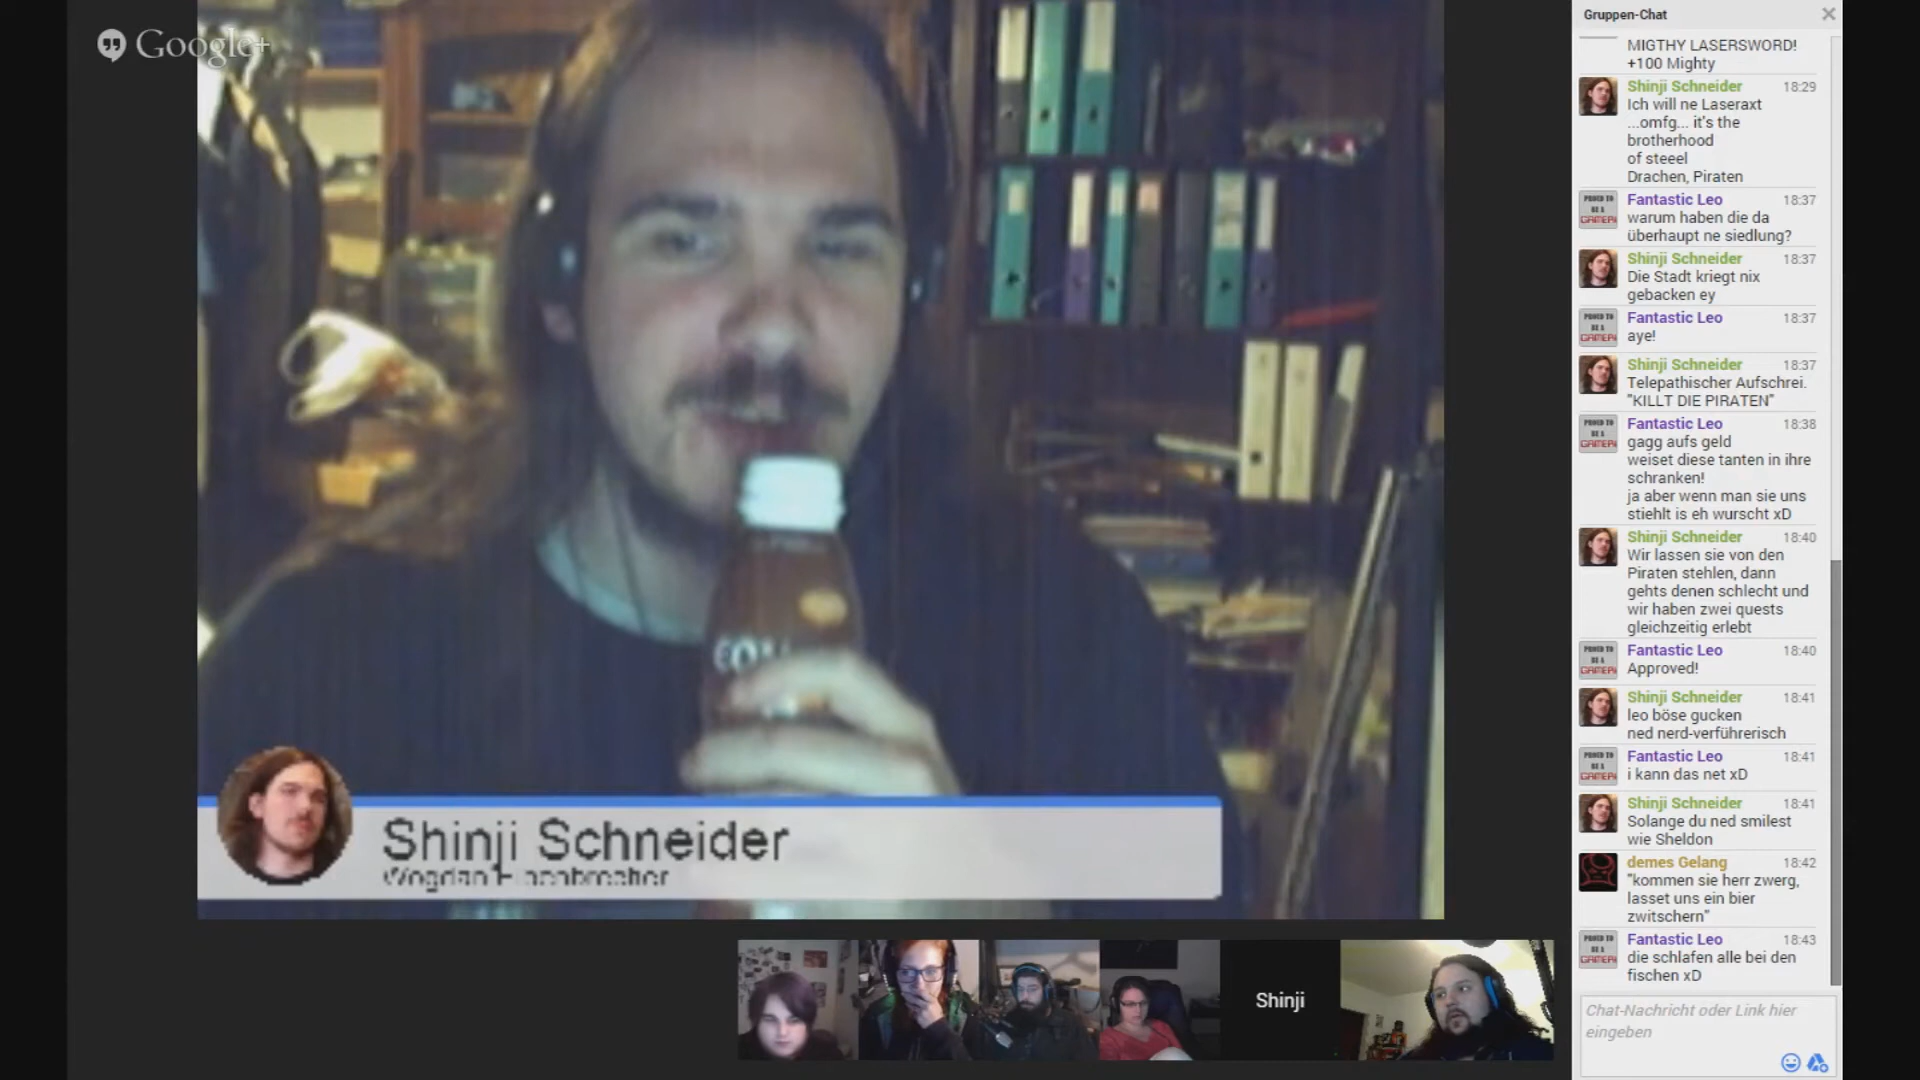 Google+
Shinji Schneider
Shinji
Gruppen-Chat
MIGTHY LASERSWORD!
+100 Mighty
Shinji Schneider 18:29
Ich will ne Laseraxt
...omfg... it's the
brotherhood
of steeel
Drachen, Piraten
Fantastic Leo 18:37
warum haben die da
überhaupt ne siedlung?
Shinji Schneider 18:37
Die Stadt kriegt nix
gebacken ey
Fantastic Leo 18:37
aye!
Shinji Schneider 18:37
Telepathischer Aufschrei.
"KILLT DIE PIRATEN"
Fantastic Leo 18:38
gagg aufs geld
weiset diese tanten in ihre
schranken!
ja aber wenn man sie uns
stiehlt is eh wurscht xD
Shinji Schneider 18:40
Wir lassen sie von den
Piraten stehlen, dann
gehts denen schlecht und
wir haben zwei quests
gleichzeitig erlebt
Fantastic Leo 18:40
Approved!
Shinji Schneider 18:41
leo böse gucken
ned nerd-verführerisch
Fantastic Leo 18:41
i kann das net xD
Shinji Schneider 18:41
Solange du ned smilest
wie Sheldon
demes Gelang 18:42
"kommen sie herr zwerg,
lasset uns ein bier
zwitschern"
Fantastic Leo 18:43
die schlafen alle bei den
fischen xD
Chat-Nachricht oder Link hier
eingeben